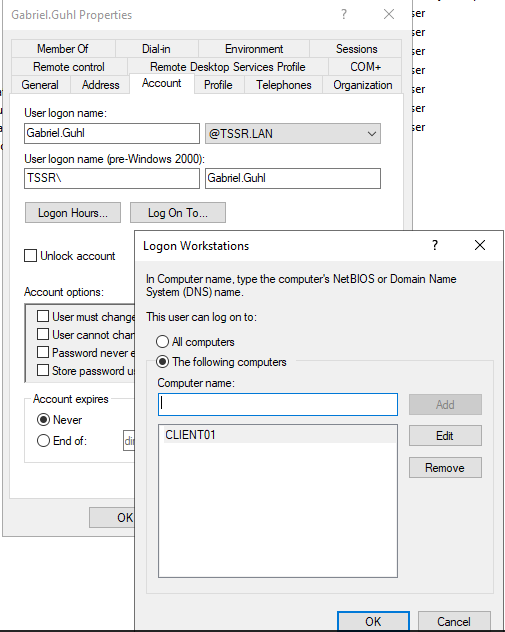 Gabriel.Guhl Properties
ser
ser
ser
ser
ser
ser
ser
Member Of Dial-in Environment Sessions
Remote control Remote Desktop Services Profile COM+
General Address Account Profile Telephones Organization
User logon name:
Gabriel.Guhl @TSSR.LAN
User logon name (pre-Windows 2000):
TSSR\ Gabriel.Guhl
Logon Hours... Log On To...
Unlock account
Account options:
User must change
User cannot chan
Password never e
Store password us
Account expires
Never
End of: din
OK
Logon Workstations
In Computer name, type the computer's NetBIOS or Domain Name
System (DNS) name.
This user can log on to:
All computers
The following computers
Computer name:
Add
CLIENT01
Edit
Remove
OK Cancel